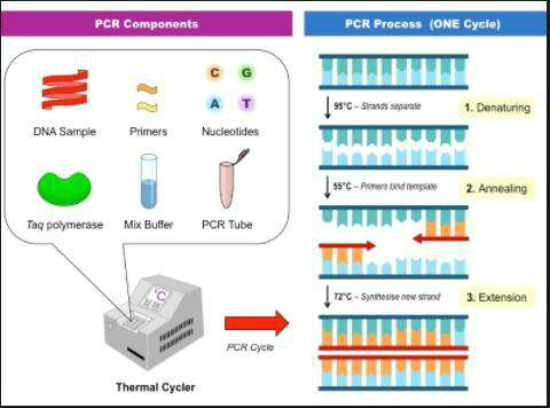 PCR Components
PCR Process (ONE Cycle)
DNA Sample
Primers
C G
A T
Nucleotides
Taq polymerase
Mix Buffer
PCR Tube
°C
Thermal Cycler
PCR Cycle
95°C – Strands separate
1. Denaturing
55°C – Primers bind template
2. Annealing
72°C – Synthesise new strand
3. Extension